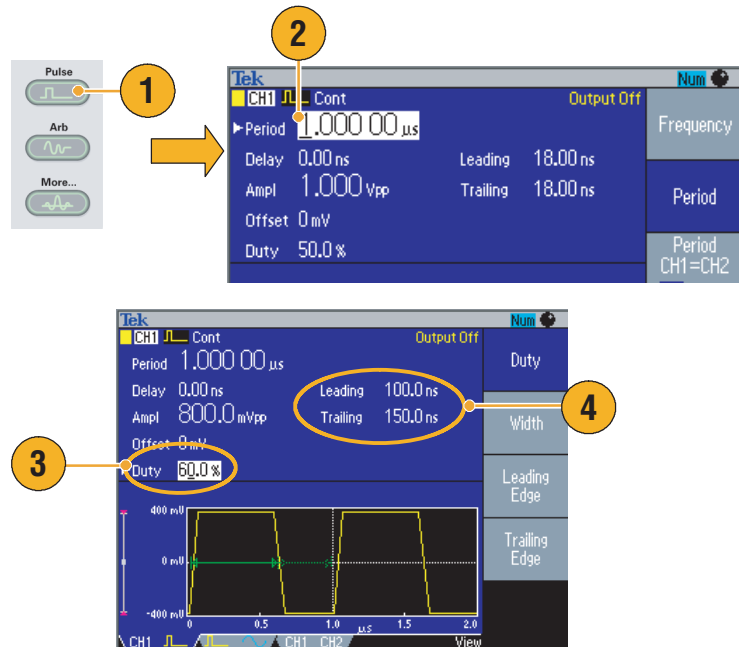 2
Pulse
1
Arb
More...
Tek
Num
CH1 Cont
Output Off
Period 1.000 00 µs
Delay 0.00 ns
Leading 18.00 ns
Ampl 1.000 Vpp
Trailing 18.00 ns
Offset 0 mV
Duty 50.0 %
Frequency
Period
Period
CH1=CH2
Tek
Num
CH1 Cont
Output Off
Period 1.000 00 µs
Delay 0.00 ns
Leading 100.0 ns
Ampl 800.0 mVpp
Trailing 150.0 ns
Offset 0 mV
Duty 60.0 %
3
4
Duty
Width
Leading
Edge
Trailing
Edge
400 mV
0 mV
-400 mV
0 0.5 1.0 µs 1.5 2.0
CH1 CH1 CH2 View